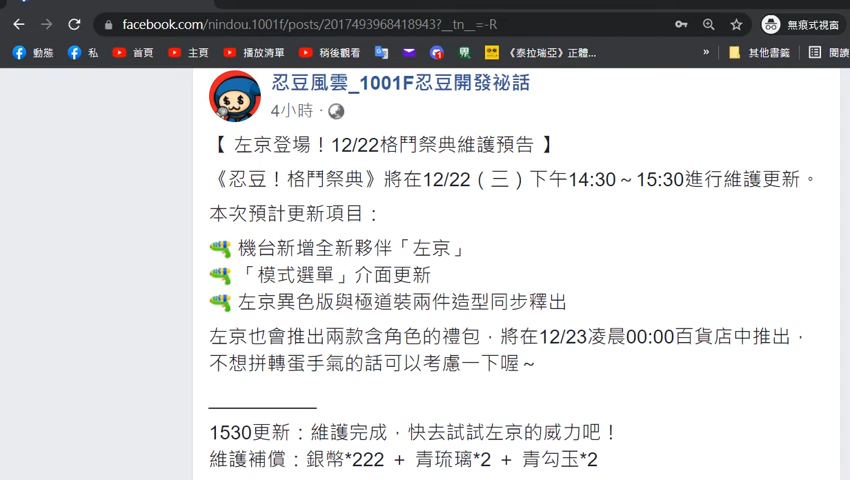 facebook.com/nindou.1001f/posts/2017493968418943?__tn__=-R
無痕式視窗
動態 私 首頁 主頁 播放清單 稍後觀看 《泰拉瑞亞》正體... » 其他書籤 閱讀
忍豆風雲_1001F忍豆開發祕話
4小時 ·
【 左京登場！12/22格鬥祭典維護預告 】
《忍豆！格鬥祭典》將在12/22（三）下午14:30～15:30進行維護更新。
本次預計更新項目：
機台新增全新夥伴「左京」
「模式選單」介面更新
左京異色版與極道裝兩件造型同步釋出
左京也會推出兩款含角色的禮包，將在12/23凌晨00:00百貨店中推出，
不想拼轉蛋手氣的話可以考慮一下喔～
1530更新：維護完成，快去試試左京的威力吧！
維護補償：銀幣*222 + 青琉璃*2 + 青勾玉*2